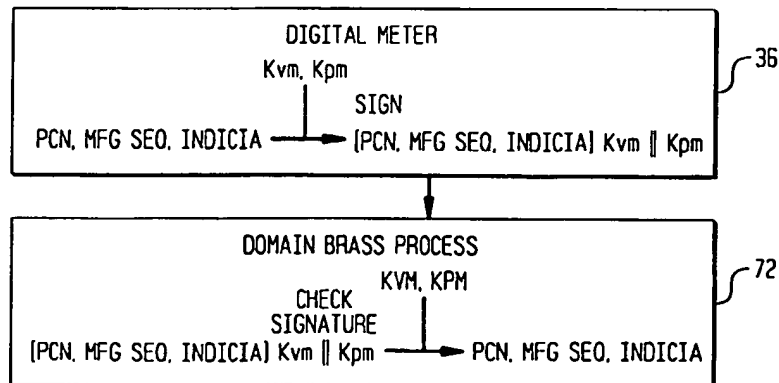 DIGITAL METER
Kvm, Kpm
SIGN
PCN, MFG SEQ, INDICIA
[PCN, MFG SEQ, INDICIA] Kvm || Kpm
36
DOMAIN BRASS PROCESS
KVM, KPM
CHECK
SIGNATURE
[PCN, MFG SEQ, INDICIA] Kvm || Kpm
PCN, MFG SEQ, INDICIA
72